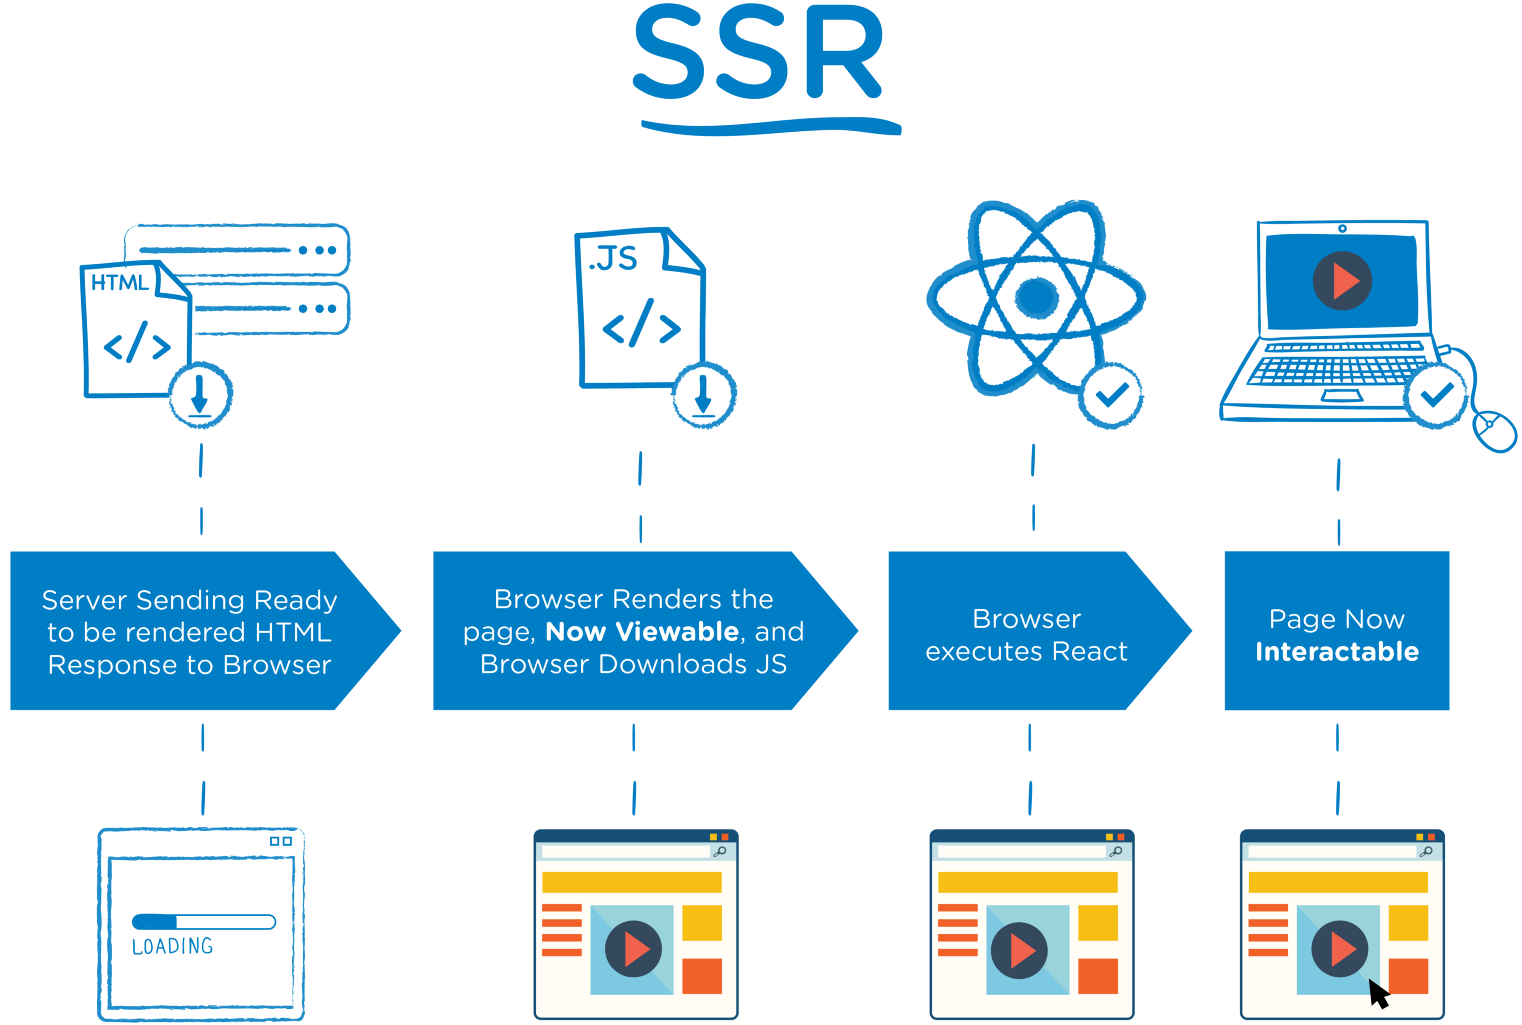 SSR
HTML
</>
.JS
</>
Server Sending Ready
to be rendered HTML
Response to Browser
Browser Renders the
page, Now Viewable, and
Browser Downloads JS
Browser
executes React
Page Now
Interactable
LOADING